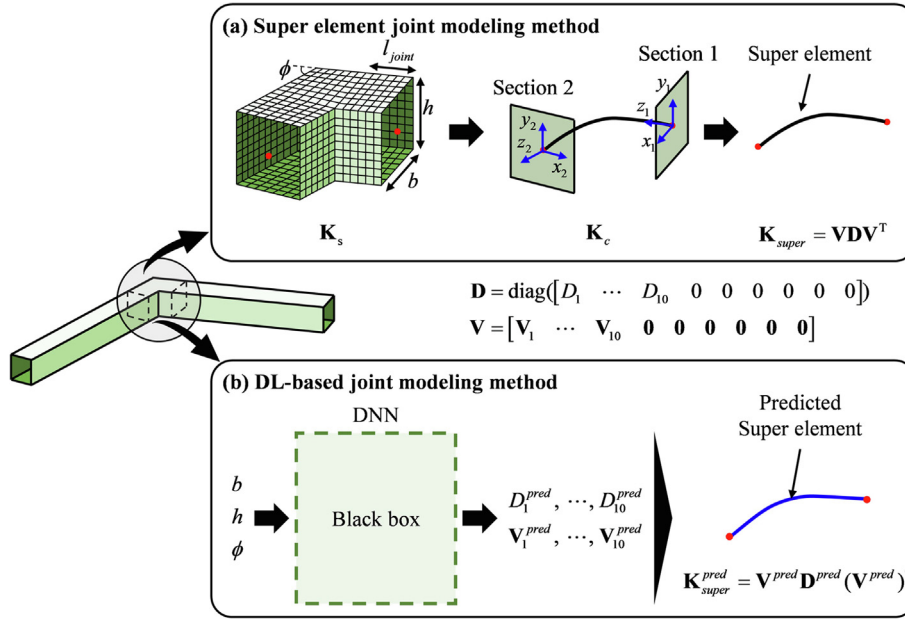 (a) Super element joint modeling method
l_joint
ϕ
h
b
K_s
Section 2
y_2
z_2
x_2
Section 1
y_1
z_1
x_1
K_c
Super element
K_super = VDV^T
D = diag([D_1 ⋯ D_10 0 0 0 0 0 0])
V = [V_1 ⋯ V_10 0 0 0 0 0 0]
(b) DL-based joint modeling method
DNN
b
h
ϕ
Black box
D_1^pred , ⋯, D_10^pred
V_1^pred , ⋯, V_10^pred
Predicted
Super element
K_super^pred = V^pred D^pred (V^pred)